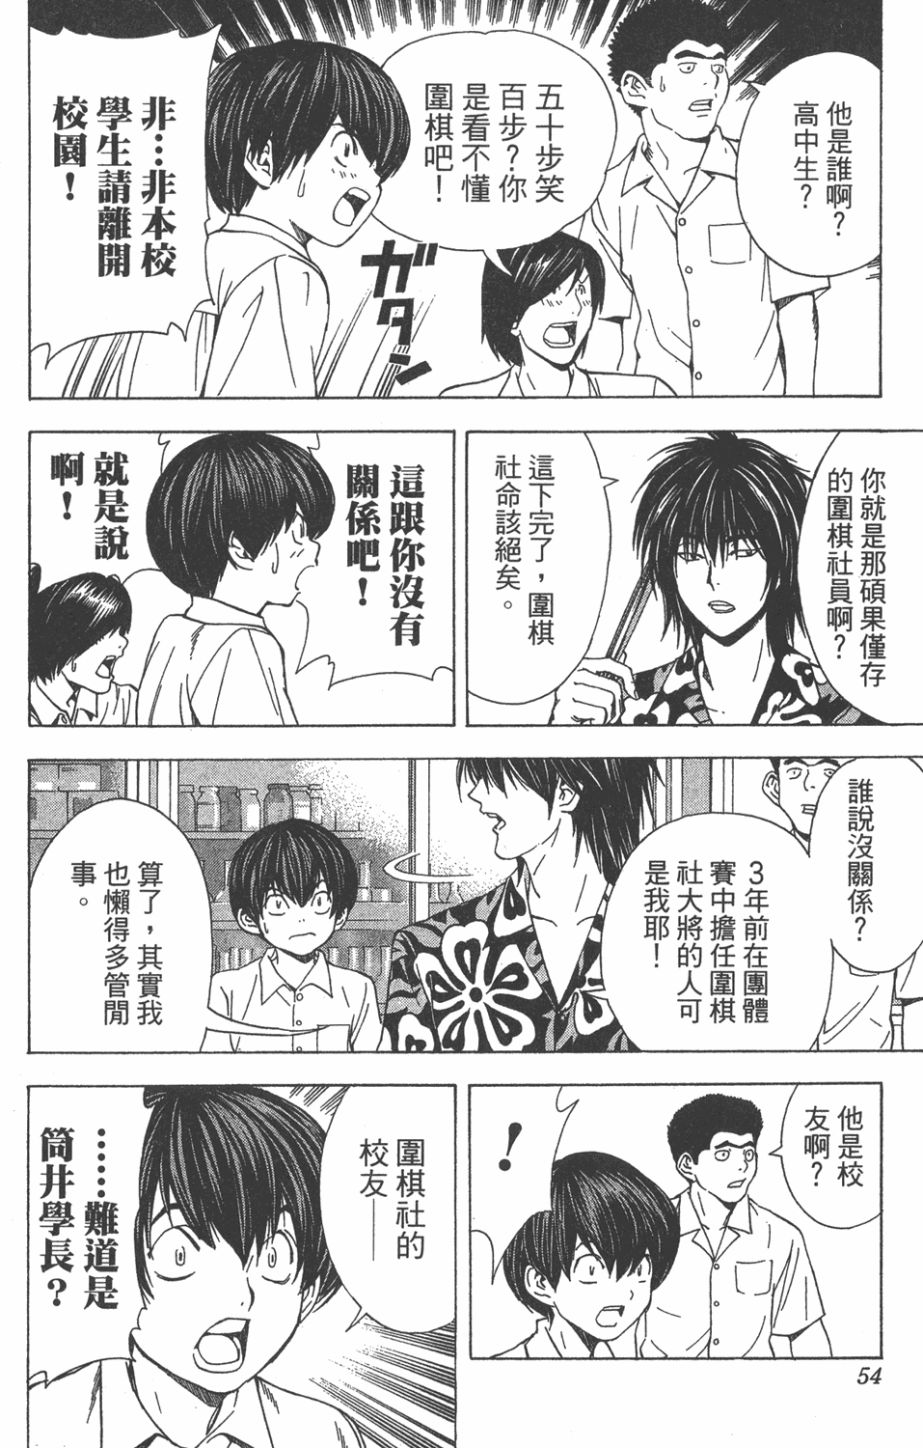 他是誰啊？
高中生？
五十步笑
百步？你
是看不懂
圍棋吧！
ガタン
非…非本校
學生請離開
校園！
你就是那碩果僅存
的圍棋社員啊？
這下完了，圍棋
社命該絕矣。
這跟你沒有
關係吧！
就是說
啊！
誰說沒關係？
3年前在團體
賽中擔任圍棋
社大將的人可
是我耶！
算了，其實我
也懶得多管閒
事。
他是校
友啊？
！
圍棋社的
校友——
……難道是
筒井學長？
54